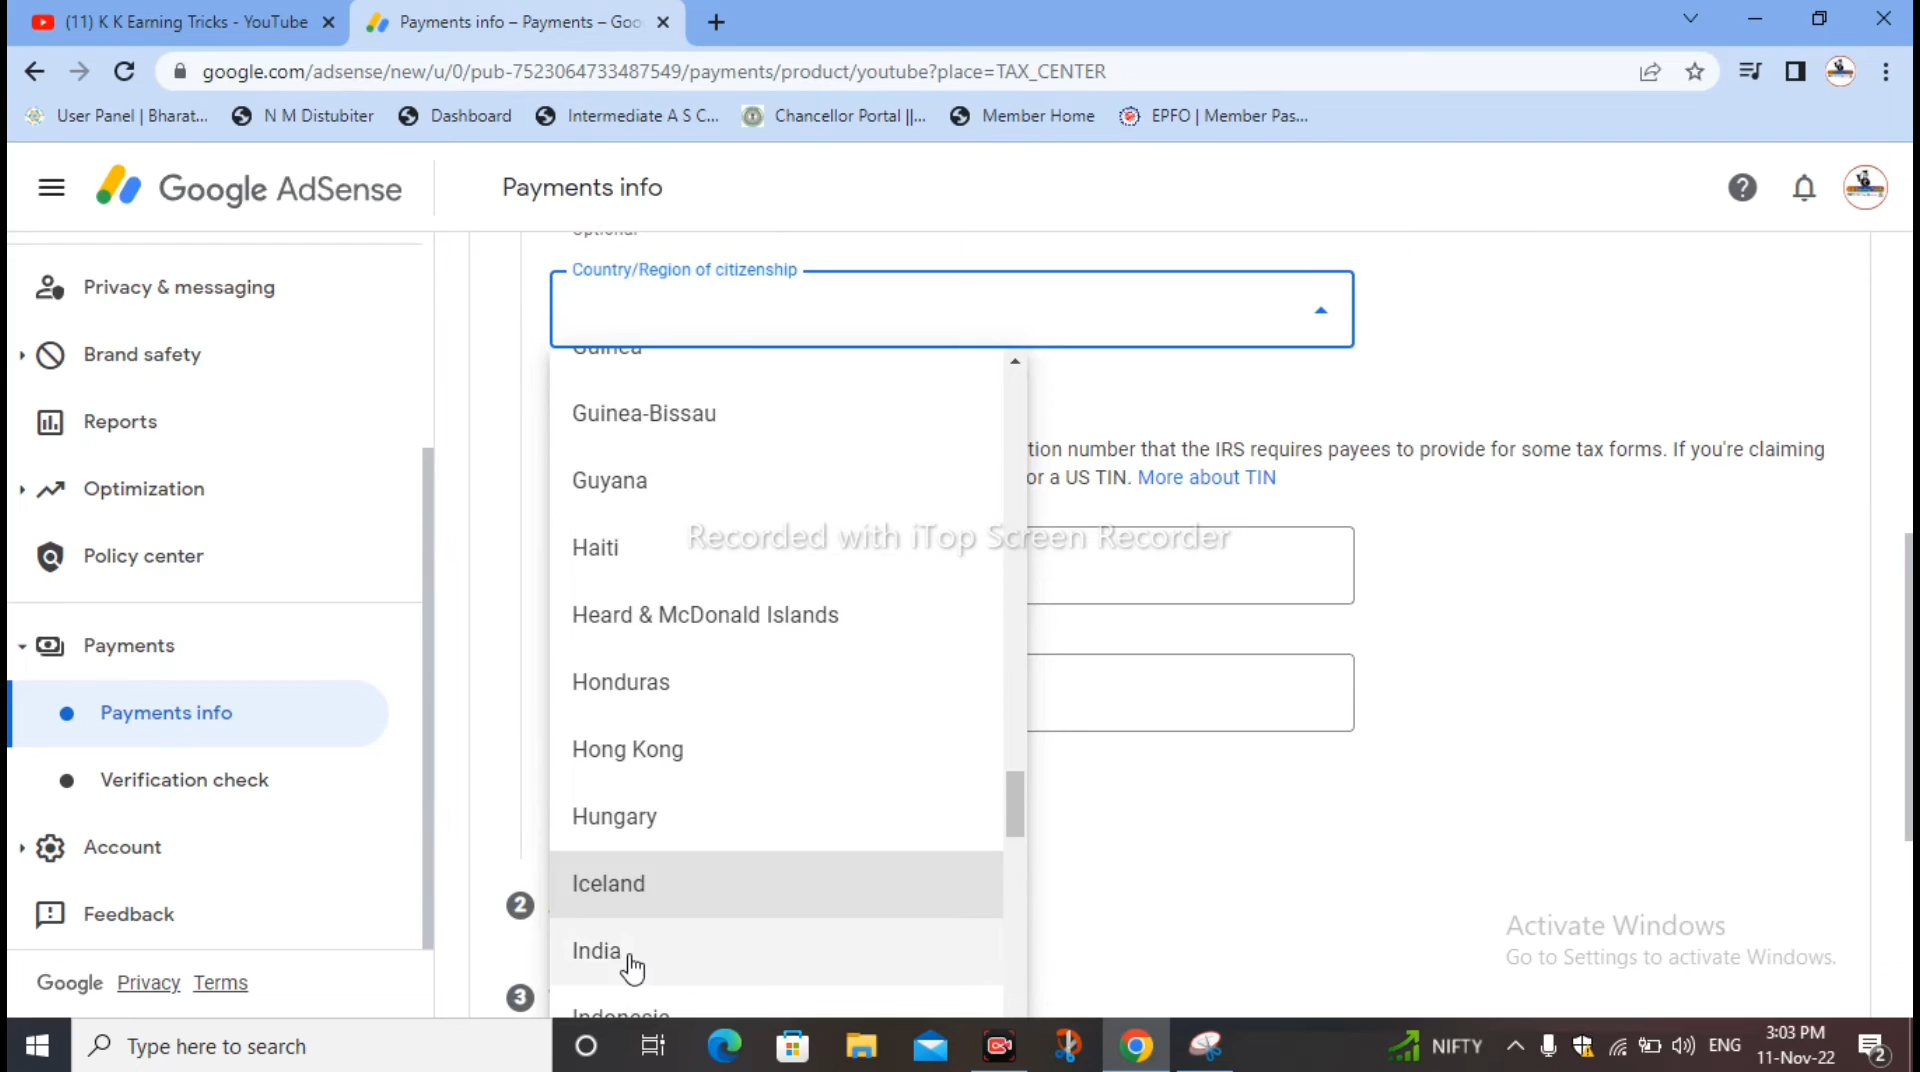 (11) K K Earning Tricks - YouTube
Payments info – Payments – Goo
google.com/adsense/new/u/0/pub-7523064733487549/payments/product/youtube?place=TAX_CENTER
User Panel | Bharat...
N M Distubiter
Dashboard
Intermediate A S C...
Chancellor Portal ||...
Member Home
EPFO | Member Pas...
Google AdSense
Payments info
Optional
Privacy & messaging
Brand safety
Reports
Optimization
Policy center
Payments
Payments info
Verification check
Account
Feedback
Google Privacy Terms
Country/Region of citizenship
Guinea
Guinea-Bissau
Guyana
Haiti
Heard & McDonald Islands
Honduras
Hong Kong
Hungary
Iceland
India
Indonesia
tion number that the IRS requires payees to provide for some tax forms. If you're claiming
or a US TIN. More about TIN
Recorded with iTop Screen Recorder
2
3
Activate Windows
Go to Settings to activate Windows.
Type here to search
NIFTY
ENG
3:03 PM
11-Nov-22
2